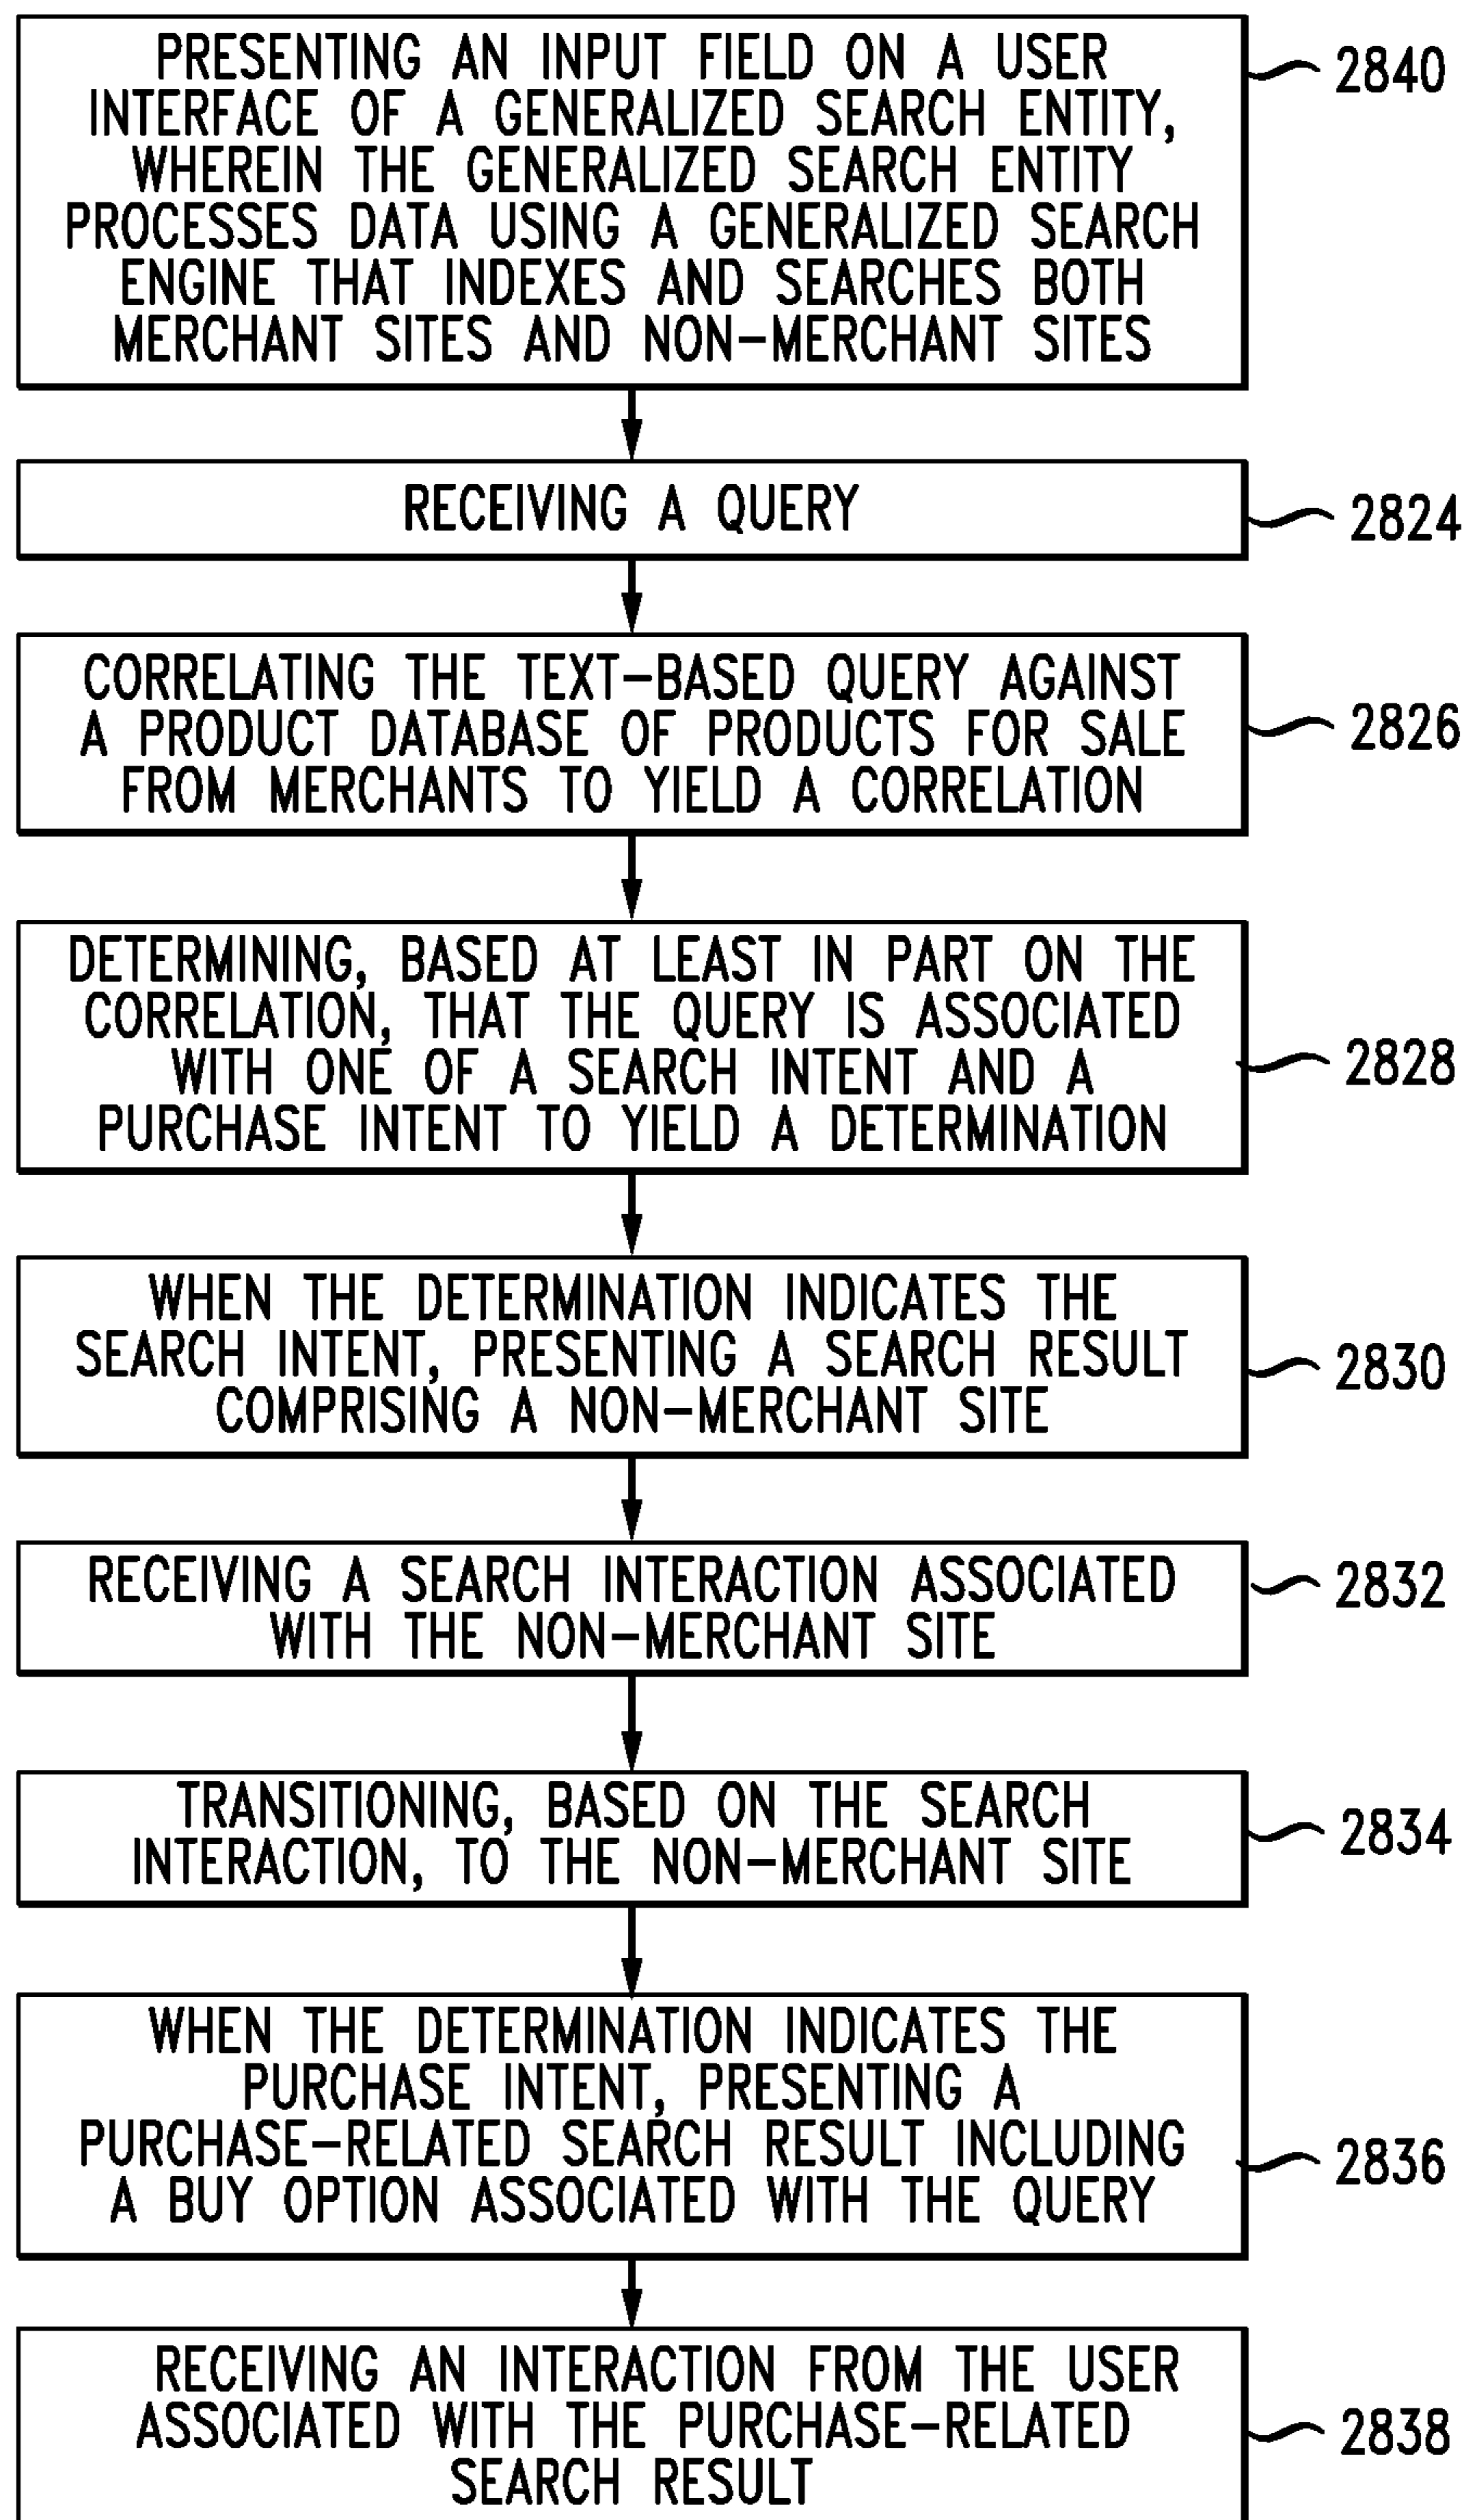 PRESENTING AN INPUT FIELD ON A USER
INTERFACE OF A GENERALIZED SEARCH ENTITY,
WHEREIN THE GENERALIZED SEARCH ENTITY
PROCESSES DATA USING A GENERALIZED SEARCH
ENGINE THAT INDEXES AND SEARCHES BOTH
MERCHANT SITES AND NON-MERCHANT SITES
2840
RECEIVING A QUERY
2824
CORRELATING THE TEXT-BASED QUERY AGAINST
A PRODUCT DATABASE OF PRODUCTS FOR SALE
FROM MERCHANTS TO YIELD A CORRELATION
2826
DETERMINING, BASED AT LEAST IN PART ON THE
CORRELATION, THAT THE QUERY IS ASSOCIATED
WITH ONE OF A SEARCH INTENT AND A
PURCHASE INTENT TO YIELD A DETERMINATION
2828
WHEN THE DETERMINATION INDICATES THE
SEARCH INTENT, PRESENTING A SEARCH RESULT
COMPRISING A NON-MERCHANT SITE
2830
RECEIVING A SEARCH INTERACTION ASSOCIATED
WITH THE NON-MERCHANT SITE
2832
TRANSITIONING, BASED ON THE SEARCH
INTERACTION, TO THE NON-MERCHANT SITE
2834
WHEN THE DETERMINATION INDICATES THE
PURCHASE INTENT, PRESENTING A
PURCHASE-RELATED SEARCH RESULT INCLUDING
A BUY OPTION ASSOCIATED WITH THE QUERY
2836
RECEIVING AN INTERACTION FROM THE USER
ASSOCIATED WITH THE PURCHASE-RELATED
SEARCH RESULT
2838